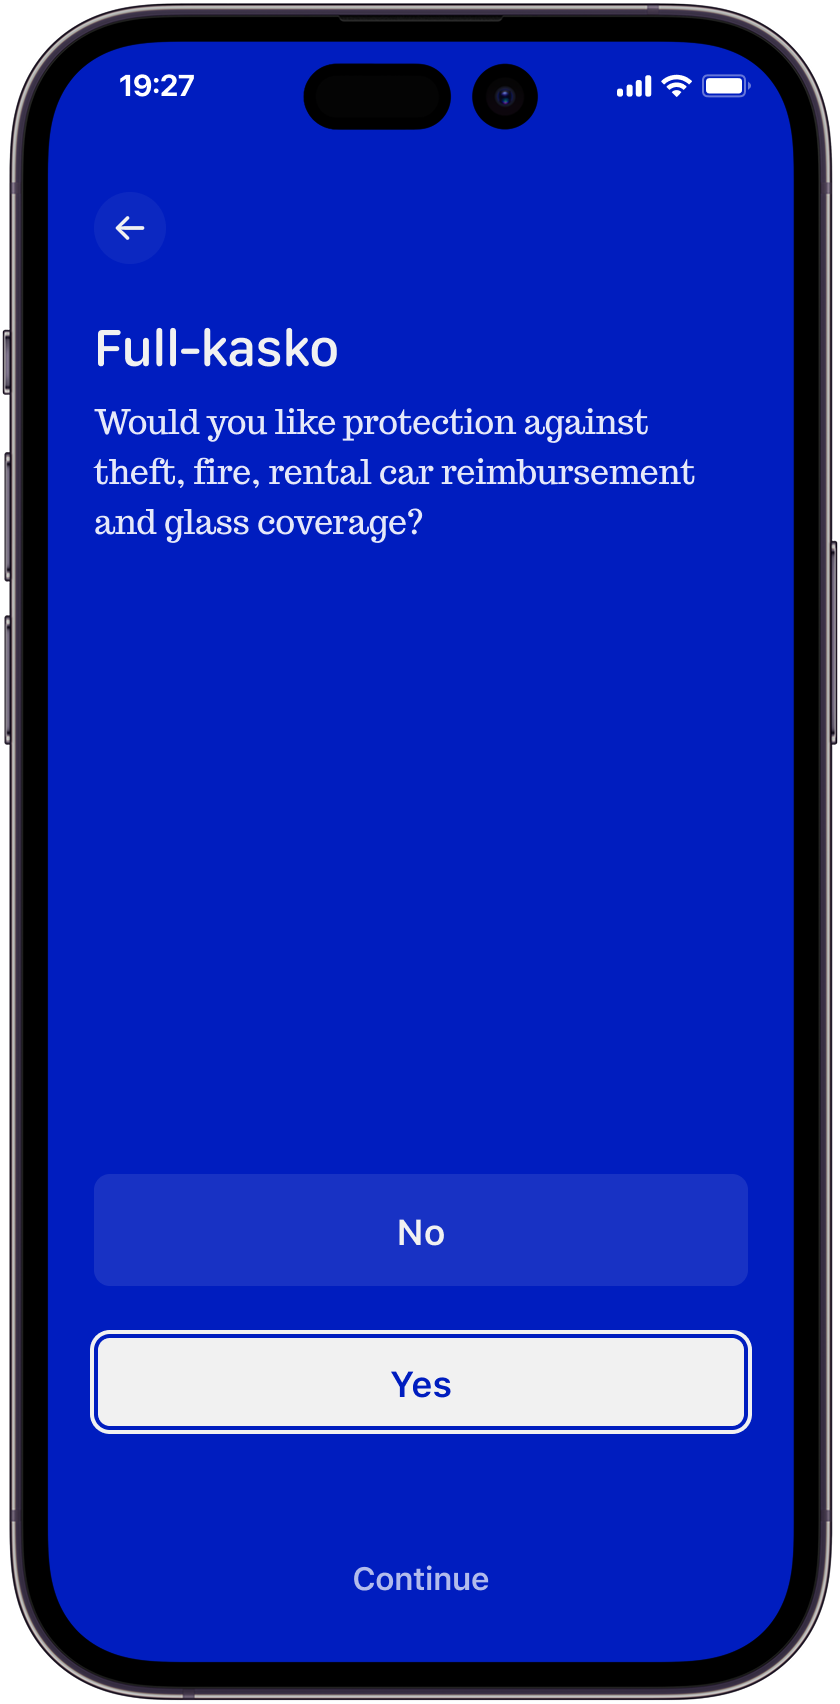 19:27
Full-kasko
Would you like protection against
theft, fire, rental car reimbursement
and glass coverage?
No
Yes
Continue